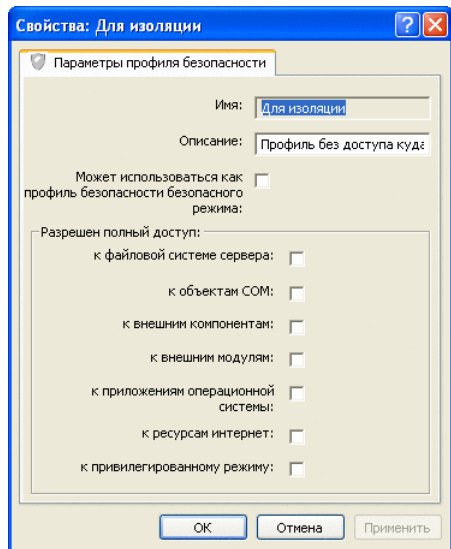 Свойства: Для изоляции
Параметры профиля безопасности
Имя: Для изоляции
Описание: Профиль без доступа куда
Может использоваться как
профиль безопасности безопасного
режима:
Разрешен полный доступ:
к файловой системе сервера:
к объектам COM:
к внешним компонентам:
к внешним модулям:
к приложениям операционной
системы:
к ресурсам интернет:
к привилегированному режиму:
ОК Отмена Применить